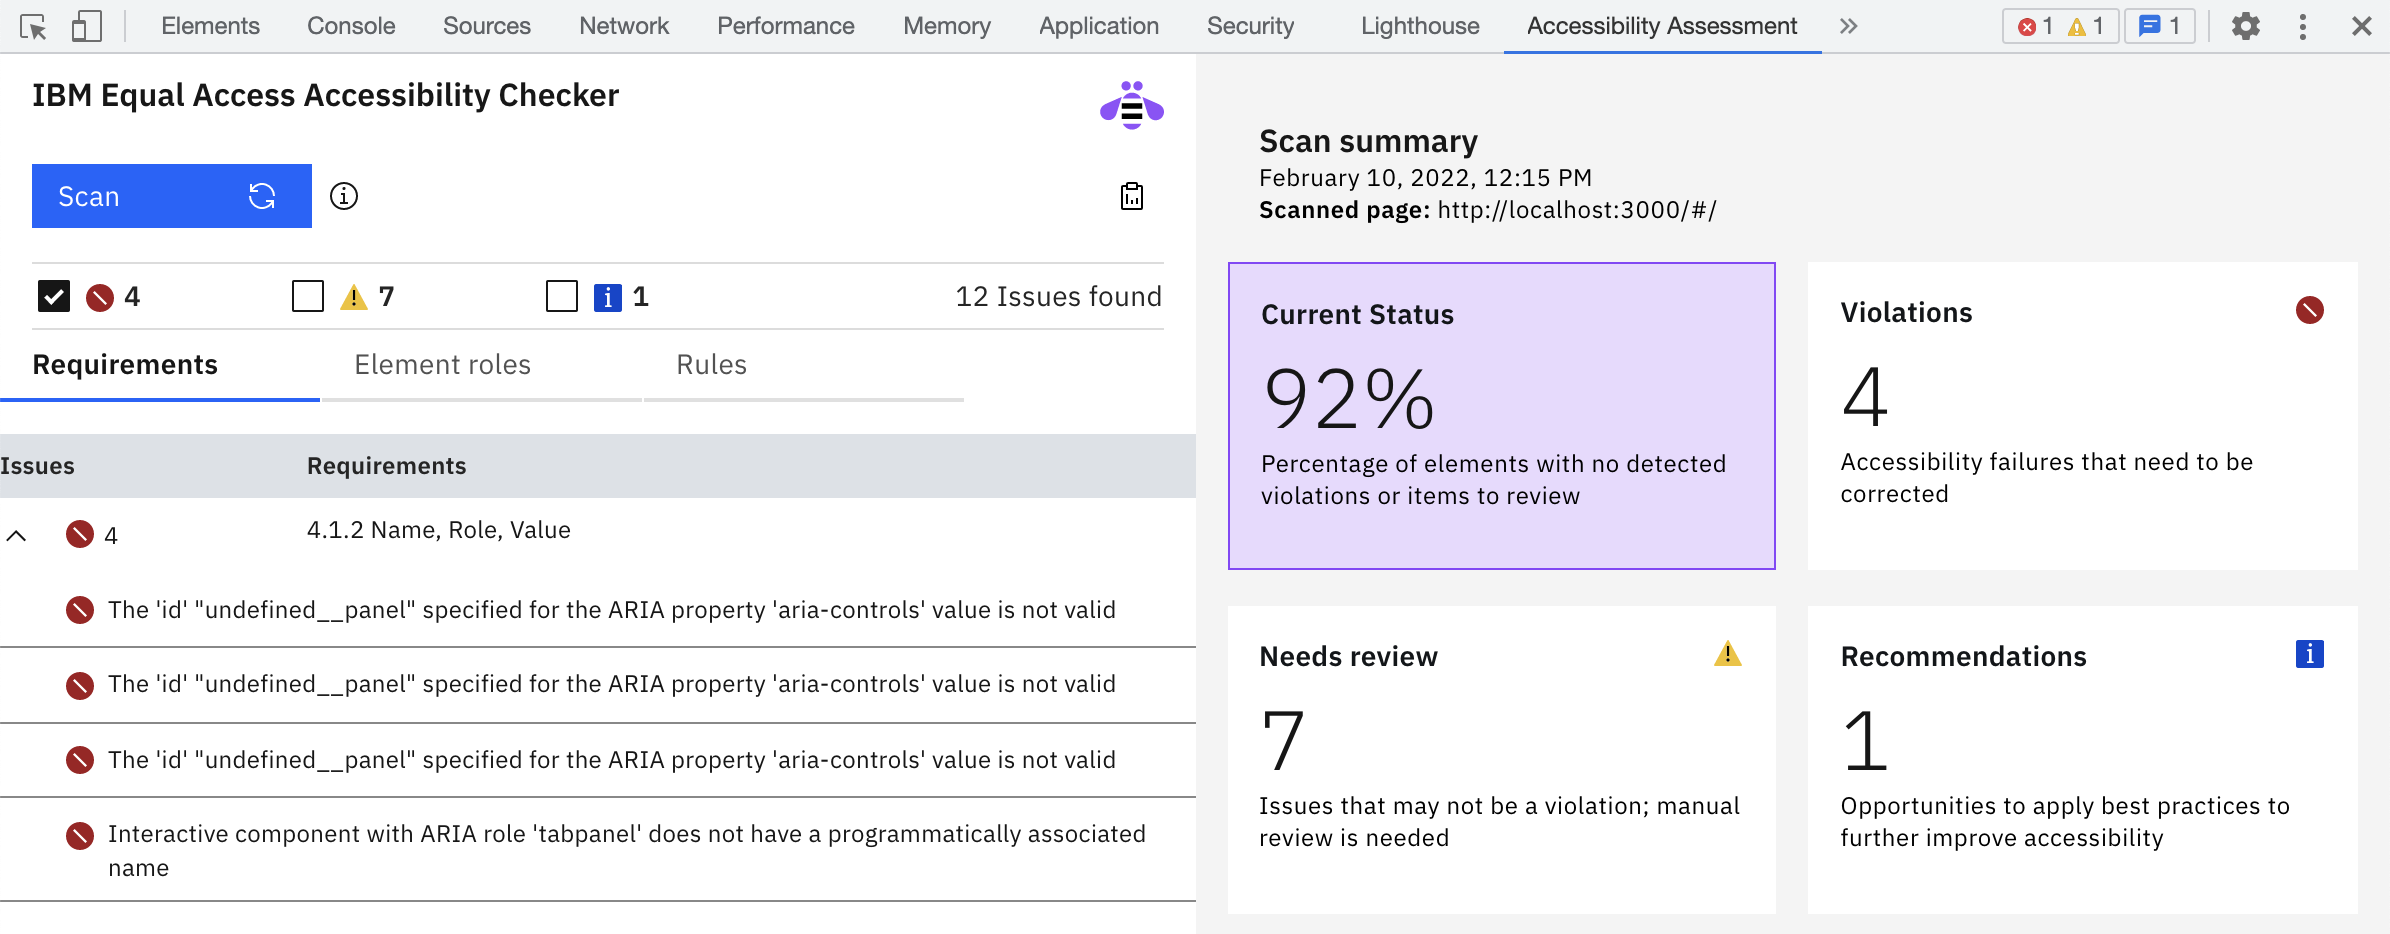 Elements Console Sources Network Performance Memory Application Security Lighthouse Accessibility Assessment » 1 1 1
IBM Equal Access Accessibility Checker
Scan
4 7 1 12 Issues found
Requirements Element roles Rules
Issues Requirements
4 4.1.2 Name, Role, Value
The 'id' "undefined__panel" specified for the ARIA property 'aria-controls' value is not valid
The 'id' "undefined__panel" specified for the ARIA property 'aria-controls' value is not valid
The 'id' "undefined__panel" specified for the ARIA property 'aria-controls' value is not valid
Interactive component with ARIA role 'tabpanel' does not have a programmatically associated
name
Scan summary
February 10, 2022, 12:15 PM
Scanned page: http://localhost:3000/#/
Current Status
92%
Percentage of elements with no detected
violations or items to review
Violations
4
Accessibility failures that need to be
corrected
Needs review
7
Issues that may not be a violation; manual
review is needed
Recommendations
1
Opportunities to apply best practices to
further improve accessibility